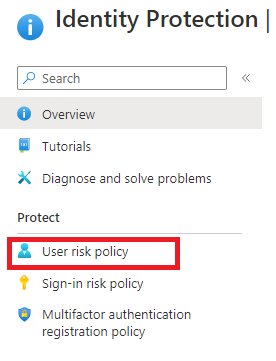 Identity Protection |
Search
Overview
Tutorials
Diagnose and solve problems
Protect
User risk policy
Sign-in risk policy
Multifactor authentication
registration policy